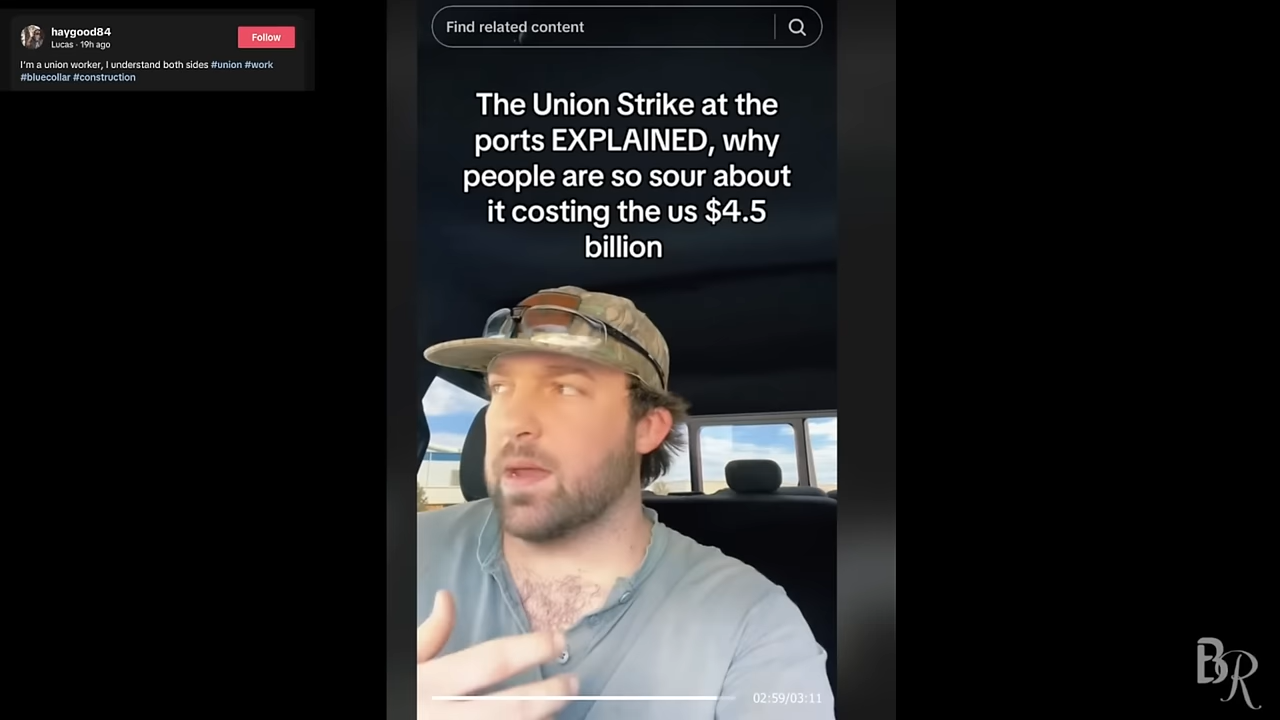 haygood84
Lucas · 19h ago
Follow
I'm a union worker, I understand both sides #union #work
#bluecollar #construction
Find related content
The Union Strike at the
ports EXPLAINED, why
people are so sour about
it costing the us $4.5
billion
02:59/03:11
BR